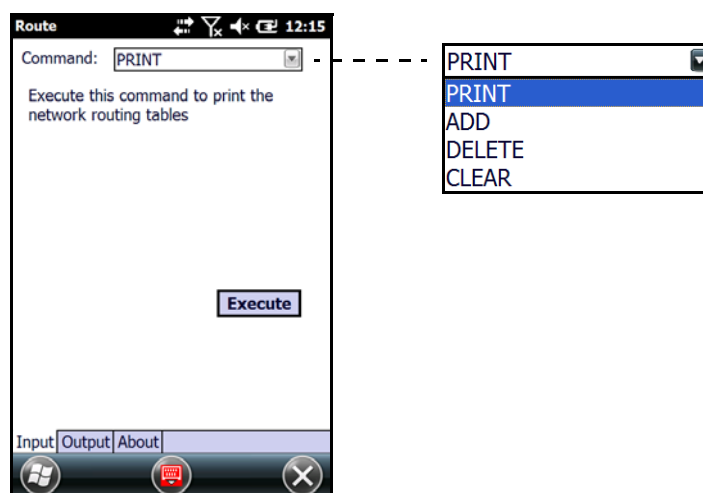 Route 12:15
Command: PRINT
Execute this command to print the
network routing tables
Execute
Input Output About
PRINT
PRINT
ADD
DELETE
CLEAR